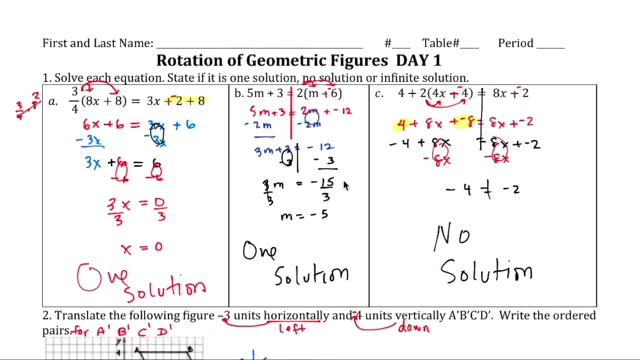 First and Last Name: #___ Table#___ Period
Rotation of Geometric Figures DAY 1
1. Solve each equation. State if it is one solution, no solution or infinite solution.
a. 3/4 (8x + 8) = 3x + −2 + 8
6x + 6 = 3x + 6
− 3x − 3x
3x + 6 = 6
− 6 − 6
3x/3 = 0/3
x = 0
One Solution
b. 5m + 3 = 2(m + −6)
5m + 3 = 2m + −12
− 2m − 2m
3m + 3 = − 12
− 3 − 3
3m/3 = −15/3
m = − 5
One Solution
c. 4 + 2(4x + −4) = 8x + −2
4 + 8x + −8 = 8x + −2
− 4 + 8x = 8x + −2
− 8x − 8x
− 4 = −2
No Solution
2. Translate the following figure −3 units horizontally and −4 units vertically A'B'C'D'. Write the ordered
left down
pairs. for A' B' C' D'